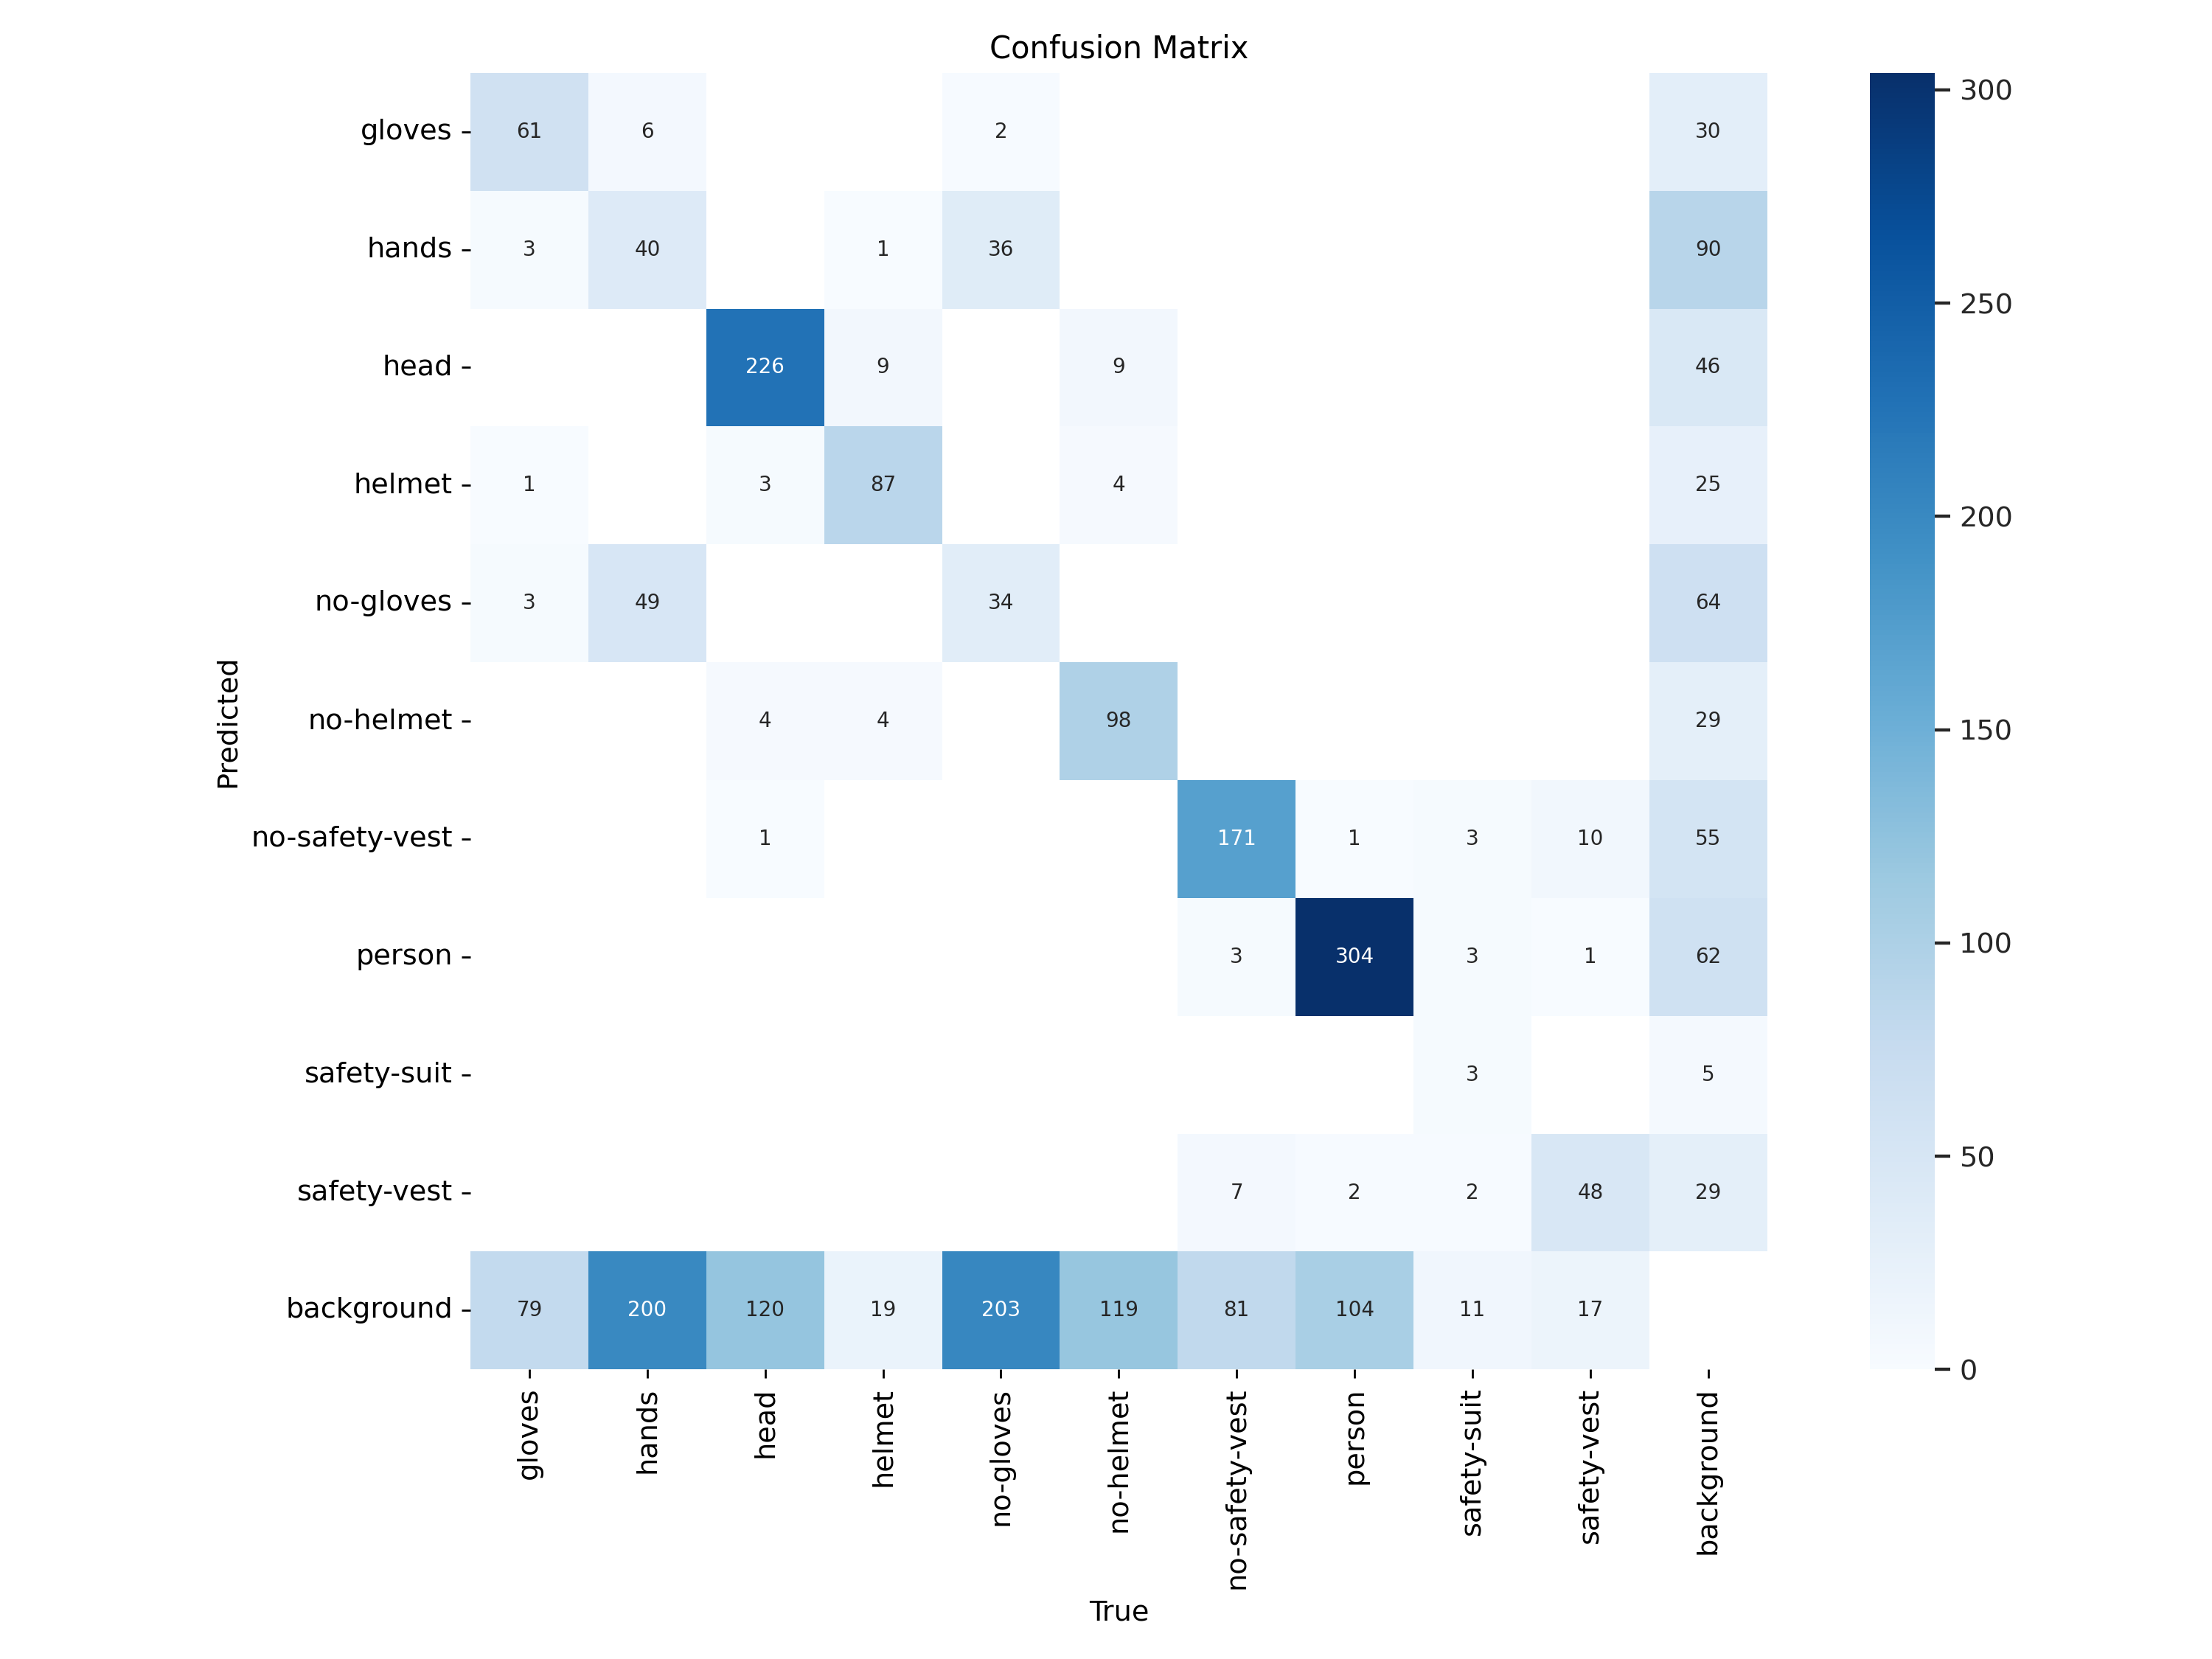 Confusion Matrix
gloves 61 6 2 30
hands 3 40 1 36 90
head 226 9 9 46
helmet 1 3 87 4 25
no-gloves 3 49 34 64
no-helmet 4 4 98 29
no-safety-vest 1 171 1 3 10 55
person 3 304 3 1 62
safety-suit 3 5
safety-vest 7 2 2 48 29
background 79 200 120 19 203 119 81 104 11 17
Predicted
gloves hands head helmet no-gloves no-helmet no-safety-vest person safety-suit safety-vest background
True
300
250
200
150
100
50
0